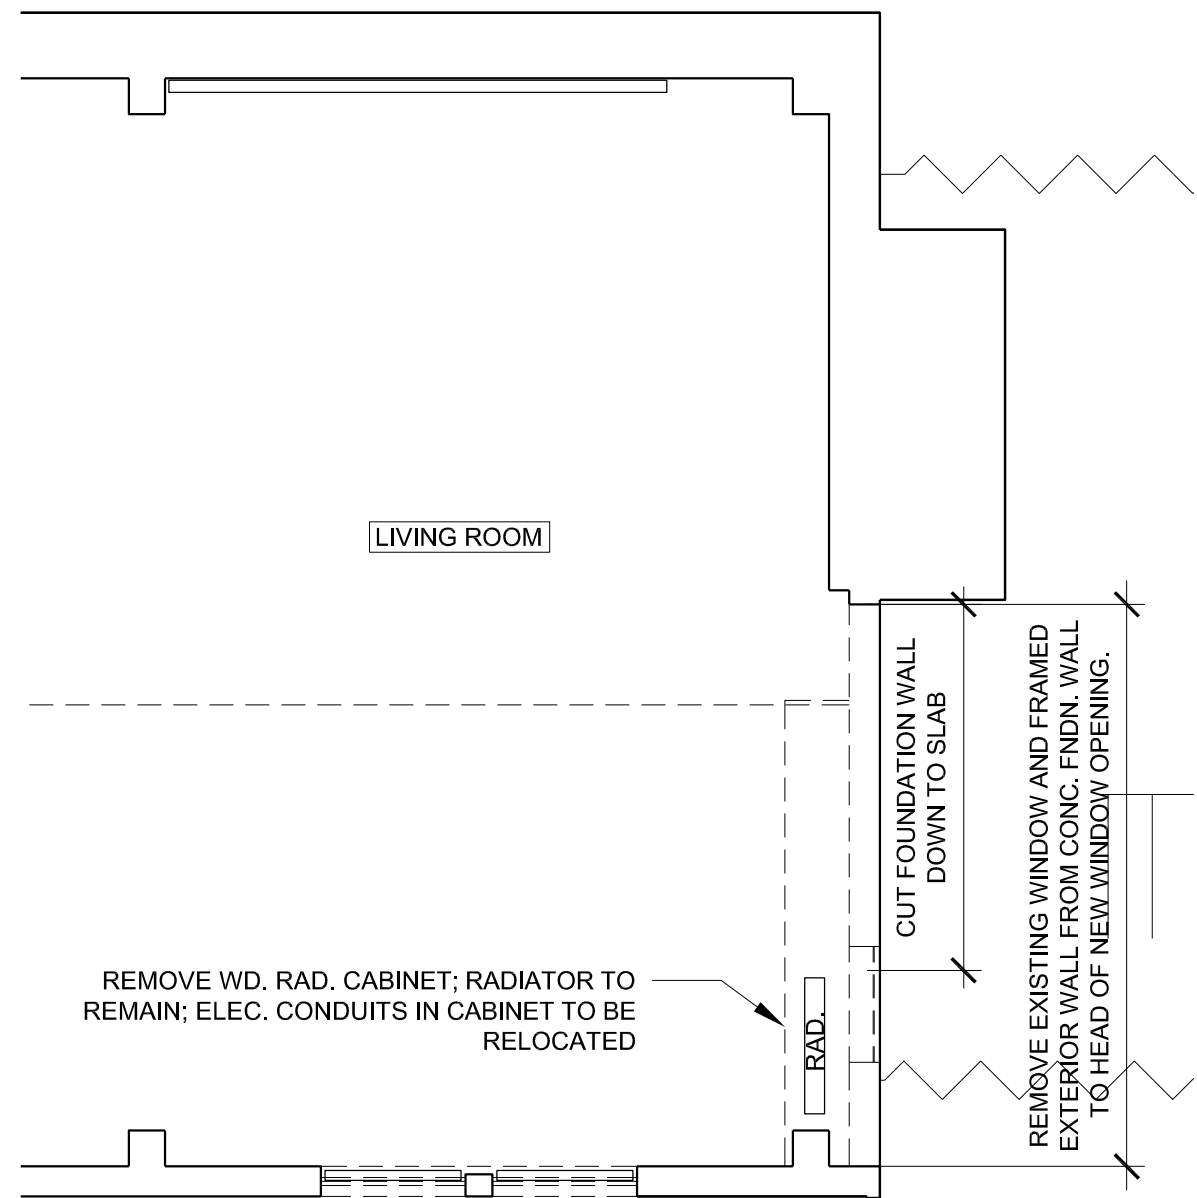 LIVING ROOM
CUT FOUNDATION WALL
DOWN TO SLAB
REMOVE EXISTING WINDOW AND FRAMED
EXTERIOR WALL FROM CONC. FNDN. WALL
TO HEAD OF NEW WINDOW OPENING.
REMOVE WD. RAD. CABINET; RADIATOR TO
REMAIN; ELEC. CONDUITS IN CABINET TO BE
RELOCATED
RAD.